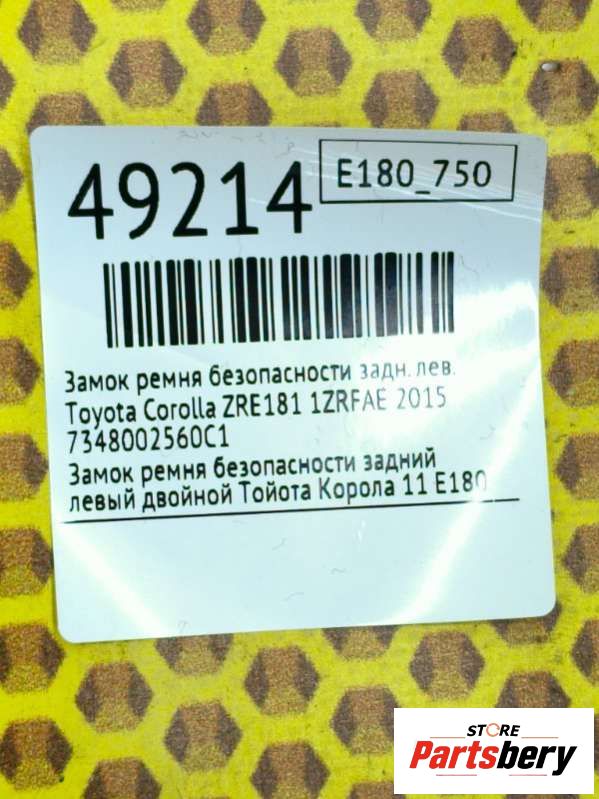 49214
E180_750
Замок ремня безопасности задн. лев.
Toyota Corolla ZRE181 1ZRFAE 2015
7348002560C1
Замок ремня безопасности задний
левый двойной Тойота Корола 11 E180
STORE
Partsbery